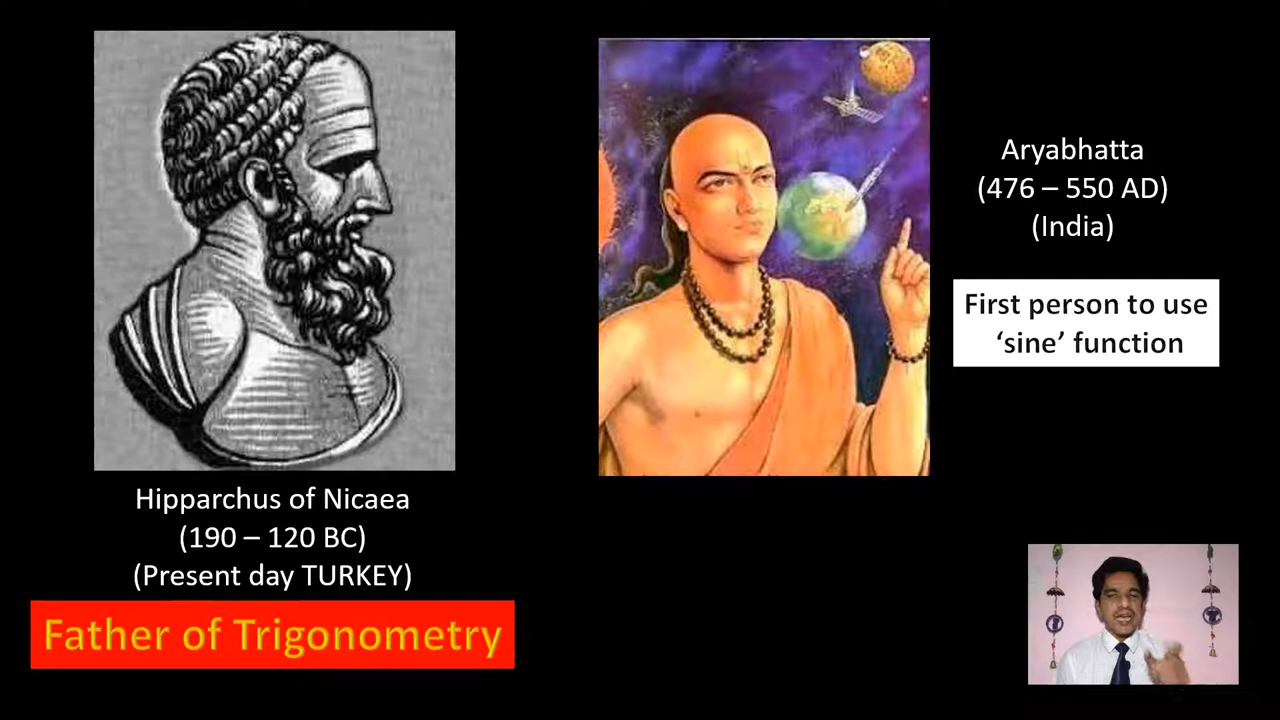 Hipparchus of Nicaea
(190 – 120 BC)
(Present day TURKEY)
Father of Trigonometry
Aryabhatta
(476 – 550 AD)
(India)
First person to use
‘sine’ function